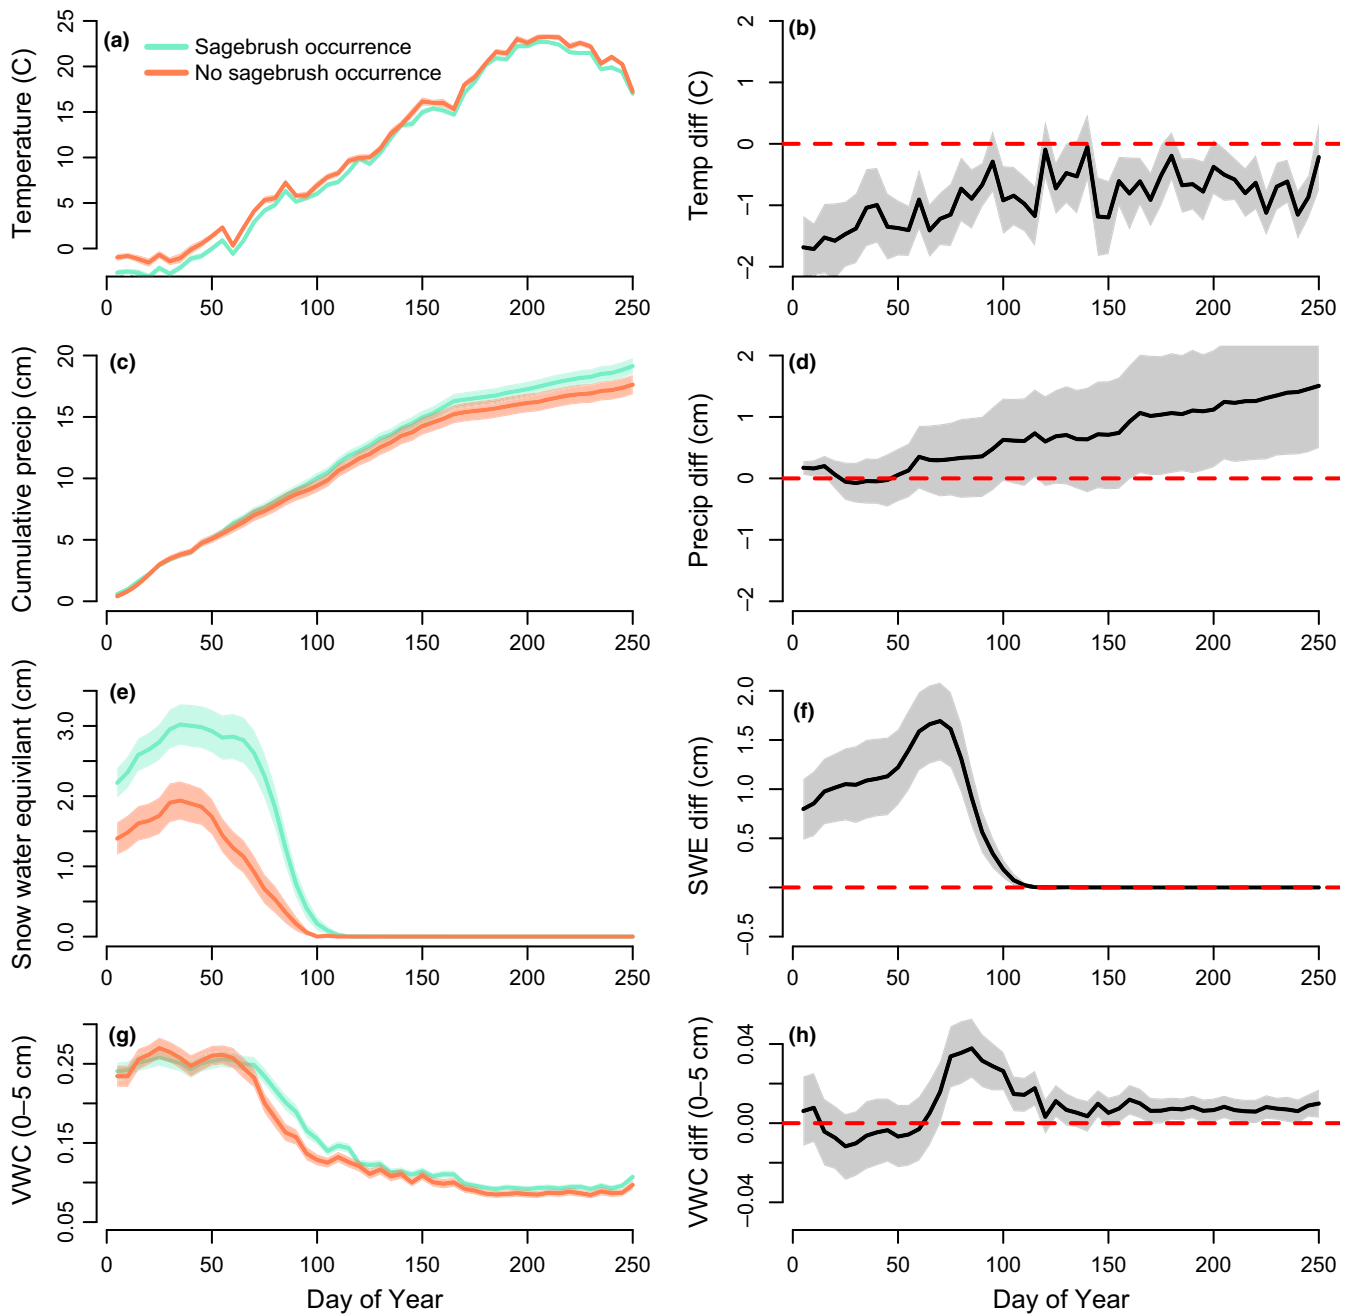 (a)
Sagebrush occurrence
No sagebrush occurrence
Temperature (C)
0 5 10 15 20 25
0 50 100 150 200 250
(b)
Temp diff (C)
−2 −1 0 1 2
0 50 100 150 200 250
(c)
Cumulative precip (cm)
0 5 10 15 20
0 50 100 150 200 250
(d)
Precip diff (cm)
−2 −1 0 1 2
0 50 100 150 200 250
(e)
Snow water equivilant (cm)
0.0 1.0 2.0 3.0
0 50 100 150 200 250
(f)
SWE diff (cm)
−0.5 0.5 1.0 1.5 2.0
0 50 100 150 200 250
(g)
VWC (0–5 cm)
0.05 0.15 0.25
0 50 100 150 200 250
Day of Year
(h)
VWC diff (0–5 cm)
−0.04 0.00 0.04
0 50 100 150 200 250
Day of Year